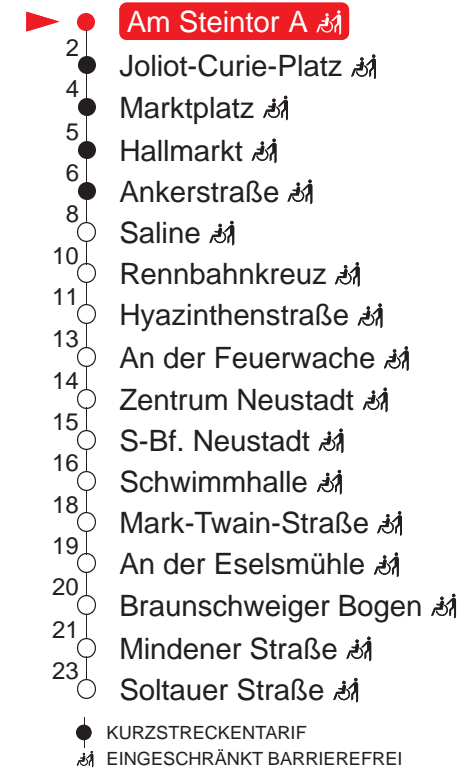 Am Steintor A
2
Joliot-Curie-Platz
4
Marktplatz
5
Hallmarkt
6
Ankerstraße
8
Saline
10
Rennbahnkreuz
11
Hyazinthenstraße
13
An der Feuerwache
14
Zentrum Neustadt
15
S-Bf. Neustadt
16
Schwimmhalle
18
Mark-Twain-Straße
19
An der Eselsmühle
20
Braunschweiger Bogen
21
Mindener Straße
23
Soltauer Straße
KURZSTRECKENTARIF
EINGESCHRÄNKT BARRIEREFREI